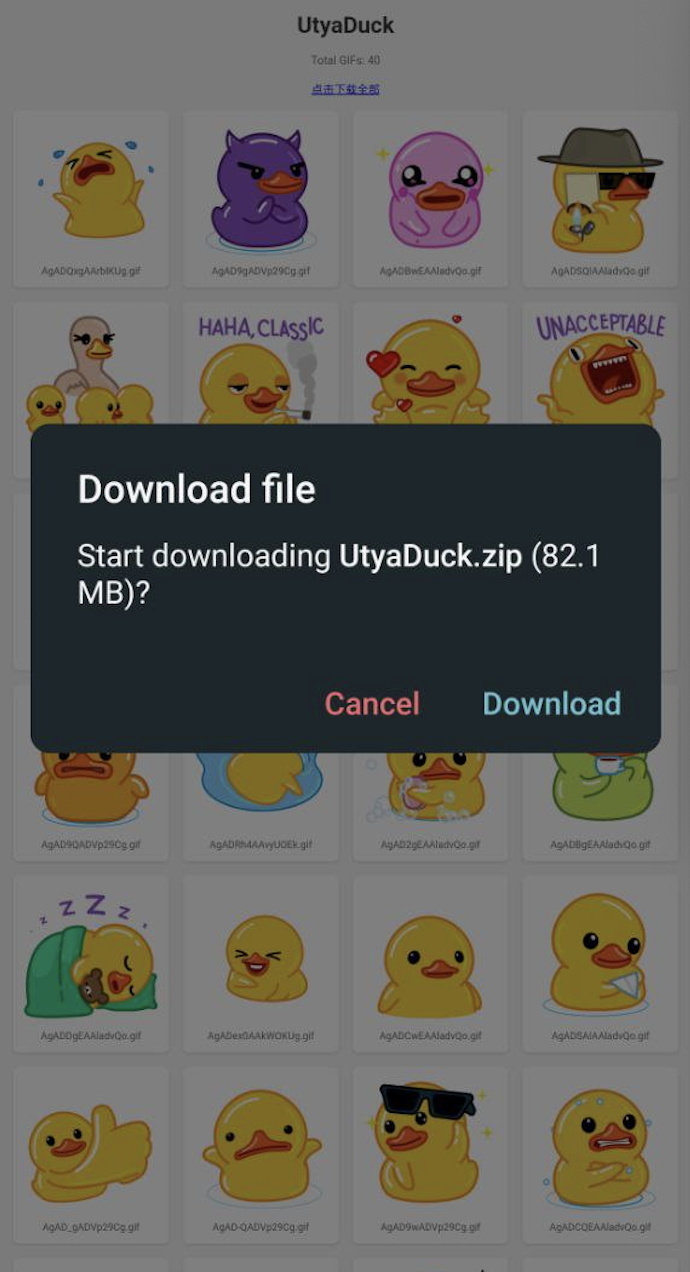 UtyaDuck
Total GIFs: 40
点击下载全部
AgADQxgAArbIKUg.gif
AgAD9gADVp29Cg.gif
AgADBwEAAladvQo.gif
AgADSQIAAladvQo.gif
HAHA, CLASSIC
UNACCEPTABLE
Download file
Start downloading UtyaDuck.zip (82.1
MB)?
Cancel
Download
AgAD9QADVp29Cg.gif
AgADRh4AAvyUOEk.gif
AgAD2gEAAladvQo.gif
AgADBgEAAladvQo.gif
z Z Z z
AgADDgEAAladvQo.gif
AgADexGAAkWOKUg.gif
AgADCwEAAladvQo.gif
AgADSAIAAladvQo.gif
AgAD_gADVp29Cg.gif
AgAD-QADVp29Cg.gif
AgAD9wADVp29Cg.gif
AgADCQEAAladvQo.gif